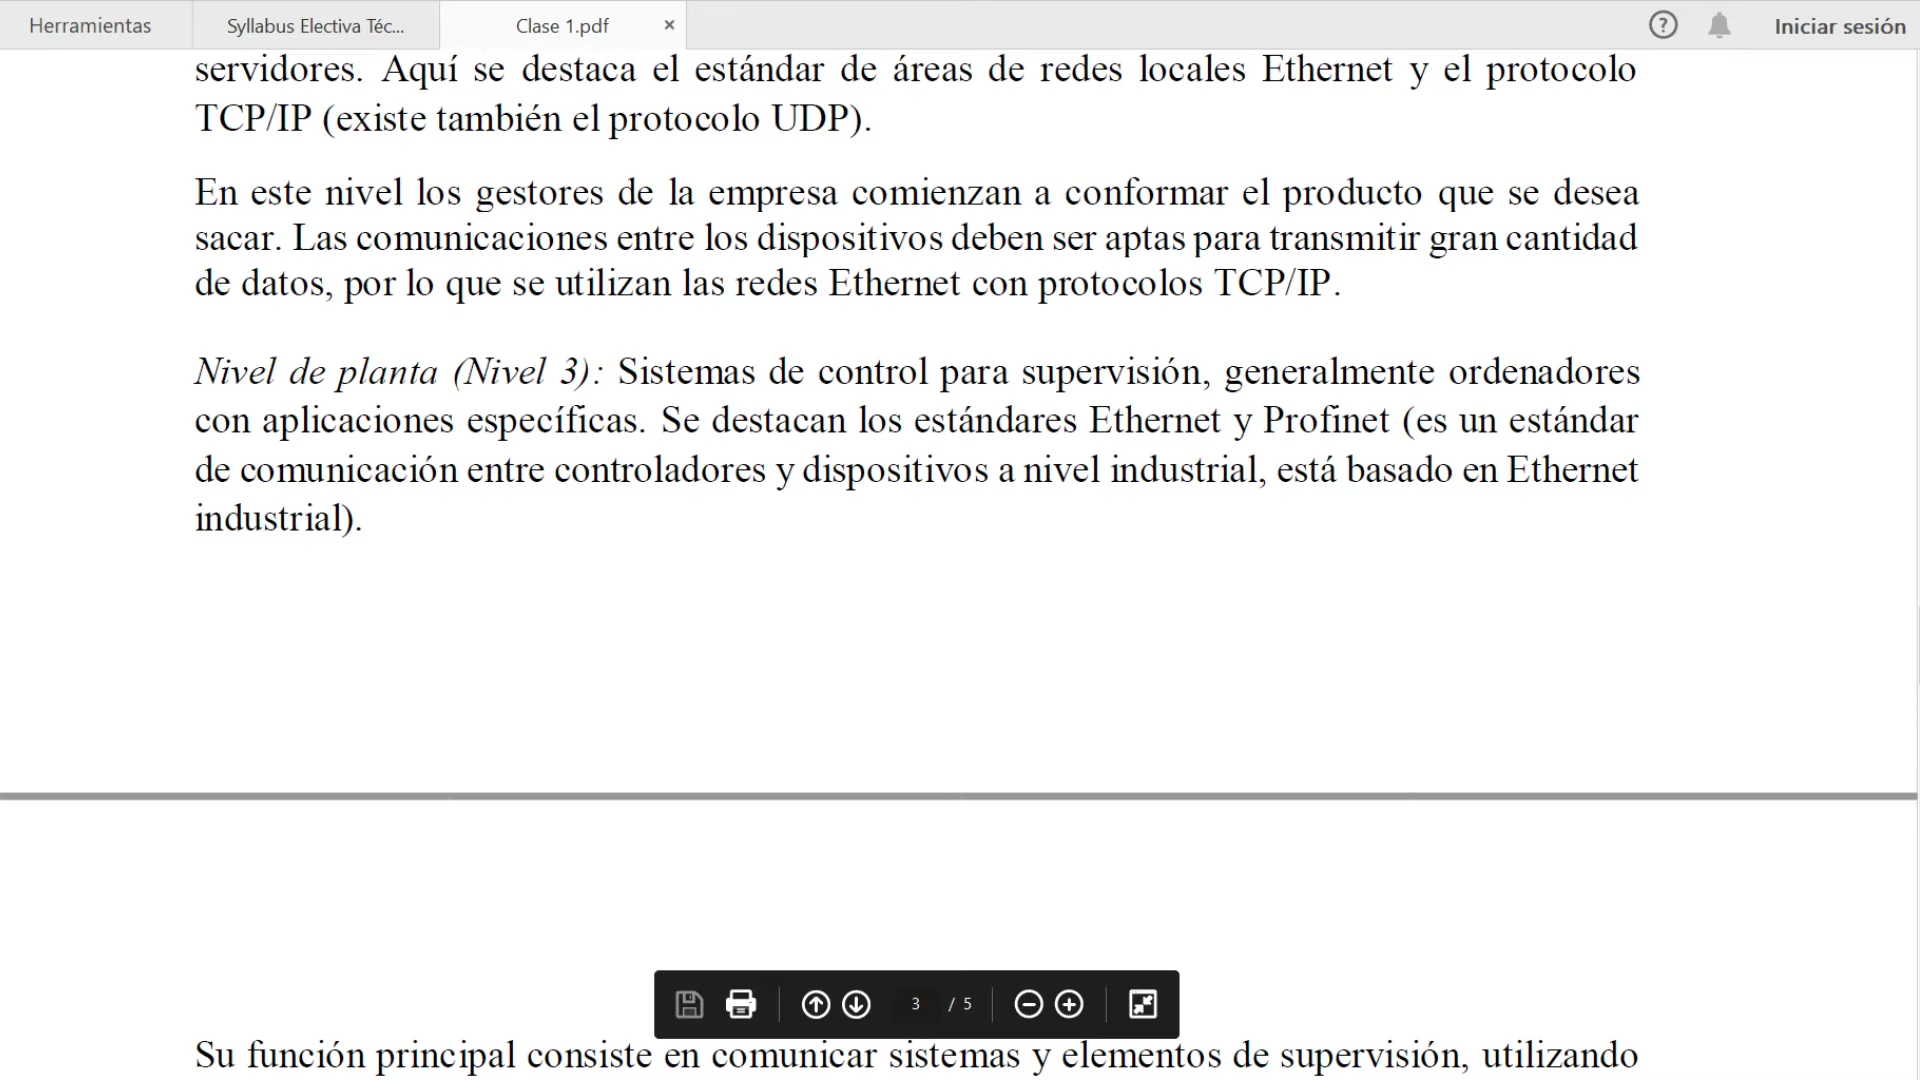 Herramientas
Syllabus Electiva Téc...
Clase 1.pdf
Iniciar sesión
servidores. Aquí se destaca el estándar de áreas de redes locales Ethernet y el protocolo
TCP/IP (existe también el protocolo UDP).
En este nivel los gestores de la empresa comienzan a conformar el producto que se desea
sacar. Las comunicaciones entre los dispositivos deben ser aptas para transmitir gran cantidad
de datos, por lo que se utilizan las redes Ethernet con protocolos TCP/IP.
Nivel de planta (Nivel 3): Sistemas de control para supervisión, generalmente ordenadores
con aplicaciones específicas. Se destacan los estándares Ethernet y Profinet (es un estándar
de comunicación entre controladores y dispositivos a nivel industrial, está basado en Ethernet
industrial).
3 / 5
Su función principal consiste en comunicar sistemas y elementos de supervisión, utilizando